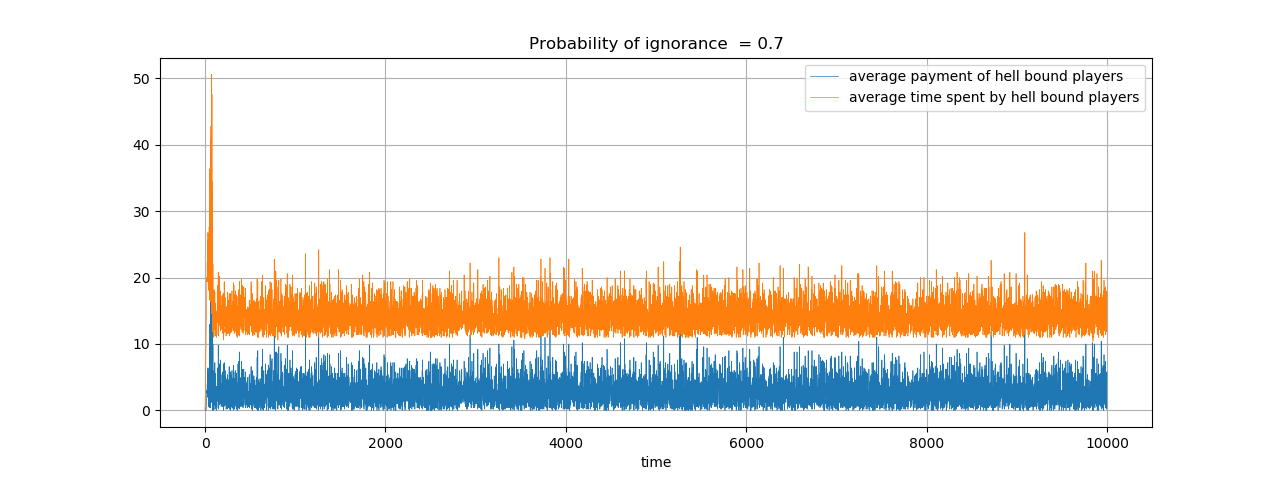 Probability of ignorance  = 0.7
average payment of hell bound players
average time spent by hell bound players
50
40
30
20
10
0
0 2000 4000 6000 8000 10000
time